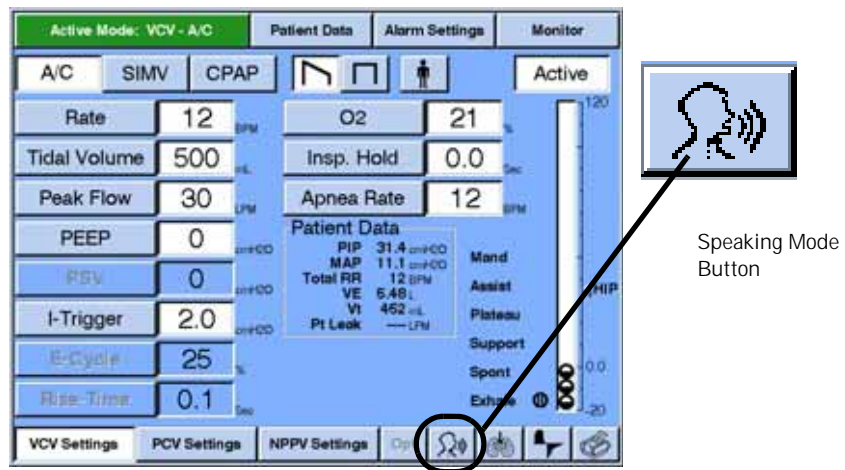 Active Mode: VCV - A/C Patient Data Alarm Settings Monitor
A/C SIMV CPAP Active
Rate 12 BPM O2 21 %
120
Tidal Volume 500 mL Insp. Hold 0.0 Sec
Peak Flow 30 LPM Apnea Rate 12 BPM
PEEP 0 cmH2O
Patient Data
PIP 31.4 cmH2O
MAP 11.1 cmH2O
Total RR 12 BPM
VE 6.48 L
Vt 462 mL
Pt Leak --- LPM
PSV 0 cmH2O
I-Trigger 2.0 cmH2O
E-Cycle 25 %
Rise Time 0.1 Sec
Mand
Assist
HIP
Plateau
Support
Spont
0.0
Exhale
-20
VCV Settings PCV Settings NPPV Settings
Speaking Mode
Button